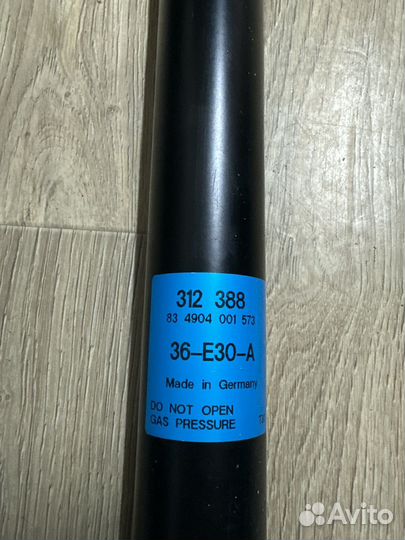 312 388
83 4904 001 573
36-E30-A
Made in Germany
DO NOT OPEN
GAS PRESSURE
Avito